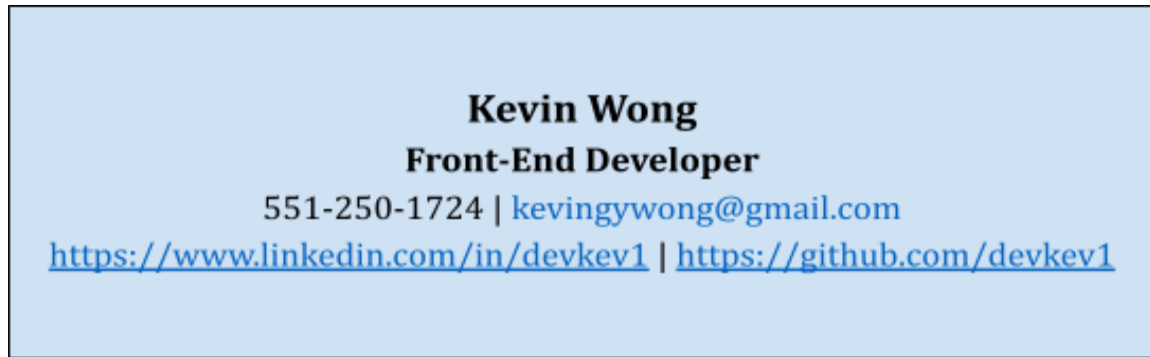 Kevin Wong
Front-End Developer
551-250-1724 | kevingywong@gmail.com
https://www.linkedin.com/in/devkev1 | https://github.com/devkev1